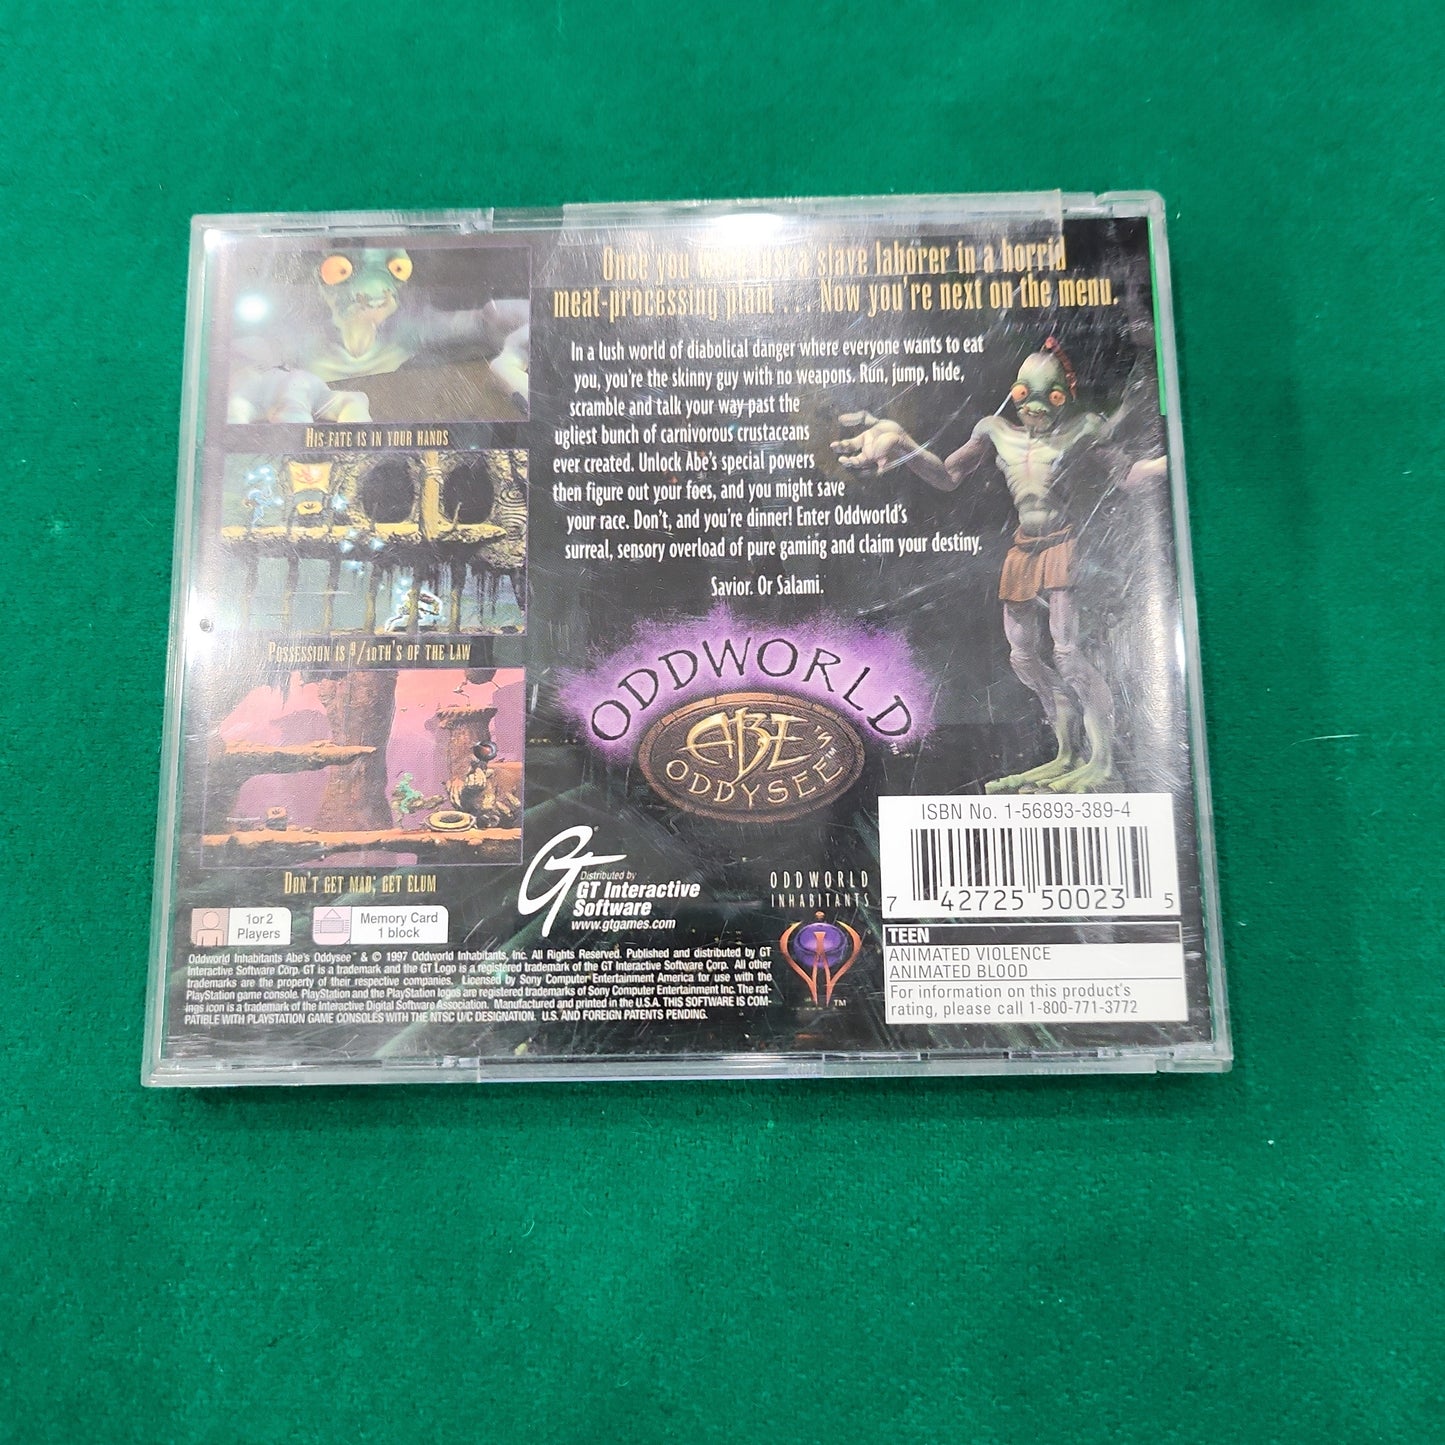 Once you a slave laborer in a horrid
meat-processing plant . . . Now you're next on the menu.
In a lush world of diabolical danger where everyone wants to eat
you, you're the skinny guy with no weapons. Run, jump, hide,
scramble and talk your way past the
ugliest bunch of carnivorous crustaceans
ever created. Unlock Abe's special powers
then figure out your foes, and you might save
your race. Don't, and you're dinner! Enter Oddworld's
surreal, sensory overload of pure gaming and claim your destiny.
Savior. Or Salami.
His fate is in your hands
Possession is 9/10th's of the law
Don't get mad; get Elum
ODDWORLD™
ABE'S
ODDYSEE™
GT
Distributed by
GT Interactive
Software
www.gtgames.com
ODDWORLD
INHABITANTS
™
ISBN No. 1-56893-389-4
7 42725 50023 5
TEEN
ANIMATED VIOLENCE
ANIMATED BLOOD
For information on this product's
rating, please call 1-800-771-3772
1 or 2
Players
Memory Card
1 block
Oddworld Inhabitants Abe's Oddysee™ & © 1997 Oddworld Inhabitants, Inc. All Rights Reserved. Published and distributed by GT
Interactive Software Corp. GT is a trademark and the GT Logo is a registered trademark of the GT Interactive Software Corp. All other
trademarks are the property of their respective companies. Licensed by Sony Computer Entertainment America for use with the
PlayStation game console. PlayStation and the PlayStation logos are registered trademarks of Sony Computer Entertainment Inc. The rat-
ings icon is a trademark of the Interactive Digital Software Association. Manufactured and printed in the U.S.A. THIS SOFTWARE IS COM-
PATIBLE WITH PLAYSTATION GAME CONSOLES WITH THE NTSC U/C DESIGNATION. U.S. AND FOREIGN PATENTS PENDING.